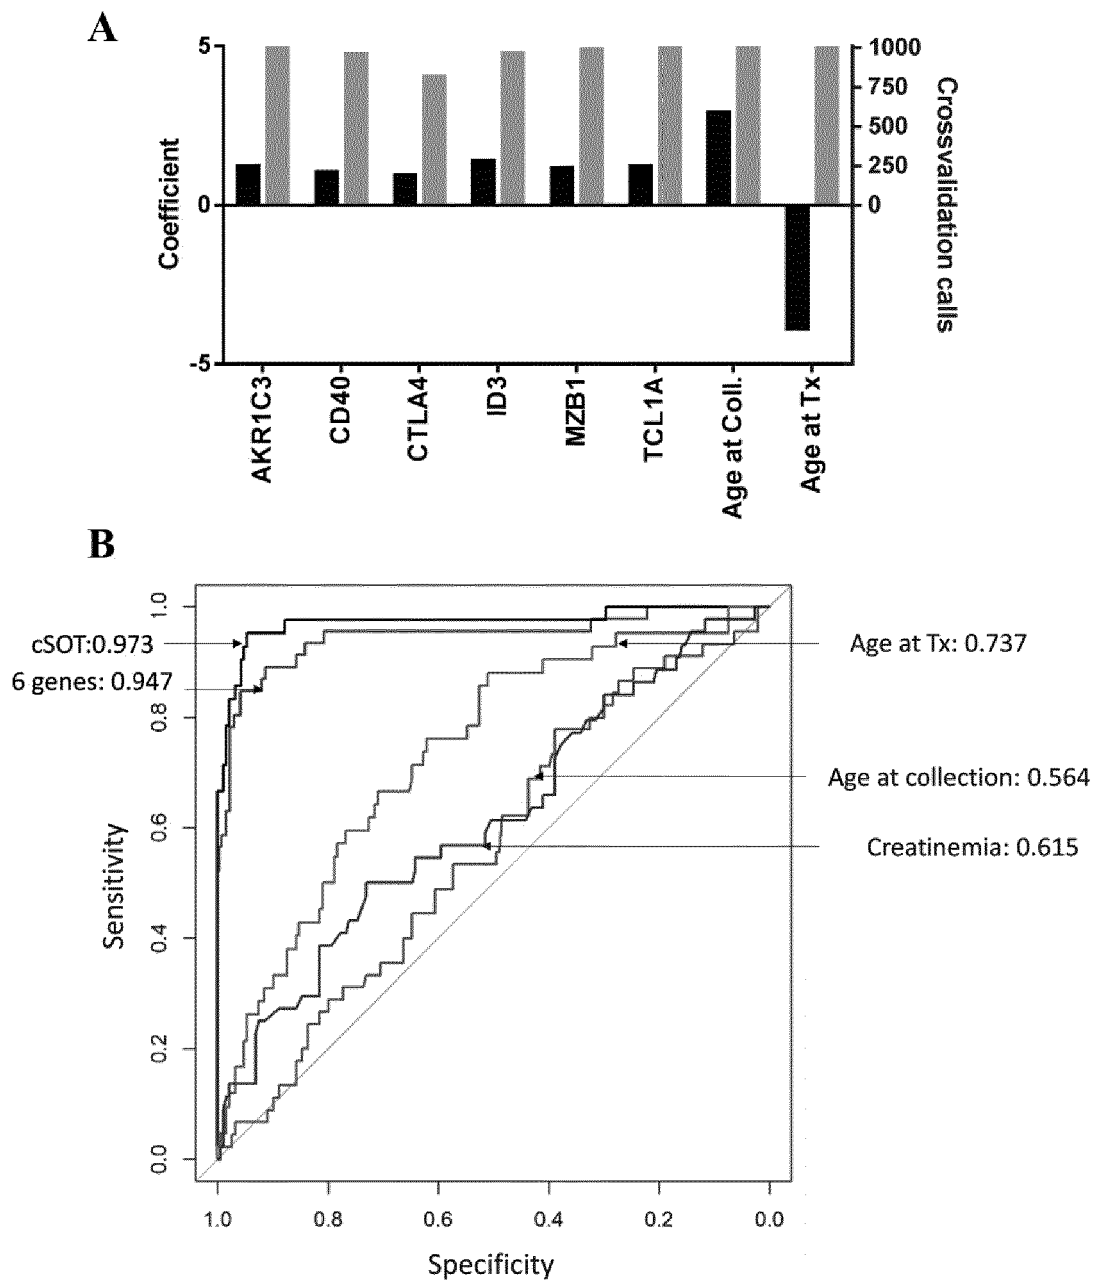 A
5
0
-5
Coefficient
1000
750
500
250
0
Crossvalidation calls
AKR1C3
CD40
CTLA4
ID3
MZB1
TCL1A
Age at Coll.
Age at Tx
B
1.0
0.8
0.6
0.4
0.2
0.0
Sensitivity
cSOT:0.973
6 genes: 0.947
Age at Tx: 0.737
Age at collection: 0.564
Creatinemia: 0.615
1.0 0.8 0.6 0.4 0.2 0.0
Specificity